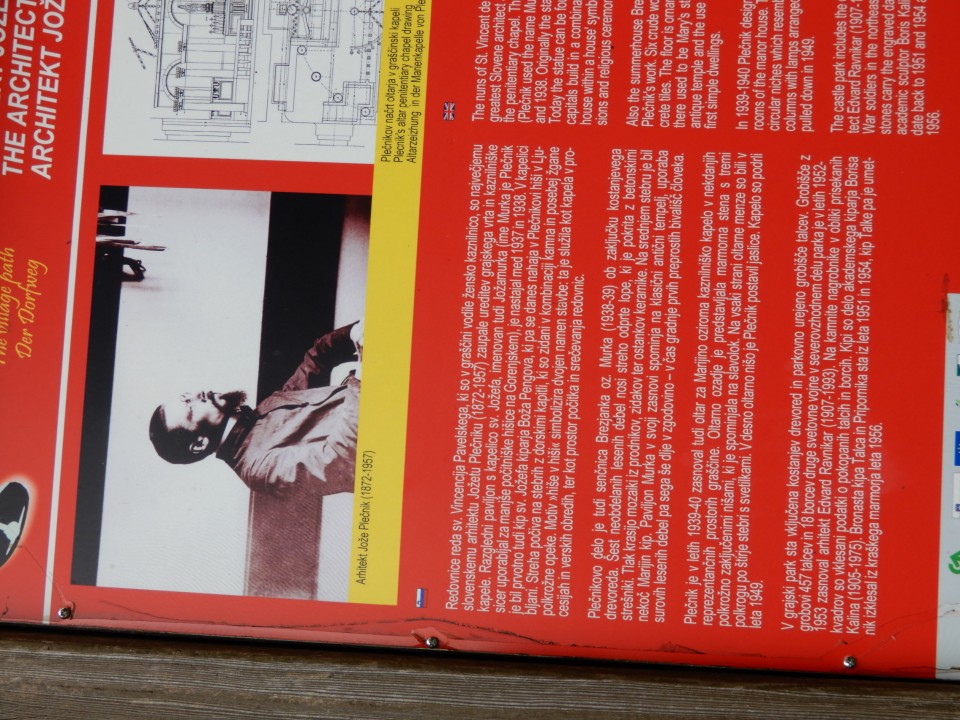 The village path
Der Dorfweg
THE ARCHITECT
ARCHITEKT JOŽE
Arhitekt Jože Plečnik (1872-1957)
Plečnikov načrt oltarja v graščinski kapeli
Plecnik's altar penitentiary chapel drawing
Altarzeizhung in der Marienkapelle von
Redovnice reda sv. Vincencija Pavelskega, ki so v graščini vodile žensko kaznilnico, so največjemu
slovenskemu arhitektu Jožetu Plečniku (1872-1957) zaupale ureditev grajskega vrta in kaznilniške
kapele. Razgledni paviljon s kapelico sv. Jožefa, imenovan tudi Jožamurka (ime Murka je Plečnik
sicer uporabljal za manjše počitniške hišice na Gorenjskem), je nastajal med 1937 in 1938. V kapelici
je bil prvotno tudi kip sv. Jožefa kiparja Boža Pengova, ki pa se danes nahaja v Plečnikovi hiši v Lju-
bljani. Streha počiva na stebrih z dorskimi kapiteli, ki so zidani v kombinaciji kamna in posebej žgane
polkrožne opeke. Motiv »hiše v hiši« simbolizira dvojen namen stavbe: ta je služila kot kapela v pro-
cesijah in verskih obredih, ter kot prostor počitka in srečevanja redovnic.
Plečnikovo delo je tudi senčnica Brezjanka oz. Murka (1938-39) ob zaključku kostanjevega
drevoreda. Šest neobdelanih lesenih debel nosi streho odprte lope, ki je pokrita z betonskimi
strešniki. Tlak krasijo mozaiki iz prodnikov, zidakov ter ostankov keramike. Na srednjem stebru je bil
nekoč Marijin kip. Paviljon Murka v svoji zasnovi spominja na klasični antični tempelj, uporaba
surovih lesenih debel pa sega še dlje v zgodovino – v čas gradnje prvih preprostih bivališč človeka.
Plečnik je v letih 1939-40 zasnoval tudi oltar za Marijino oziroma kaznilniško kapelo v nekdanjih
reprezentančnih prostorih graščine. Oltarno ozadje je predstavljala marmorna stena s tremi
polkrožno zaključenimi nišami, ki je spominjala na slavolok. Na vsaki strani oltarne menze so bili v
polkrogu po štirje stebri s svetilkami. V desno oltarno nišo je Plečnik postavil jaslice. Kapelo so podrli
leta 1949.
V grajski park sta vključena kostanjev drevored in parkovno urejeno grobišče talcev. Grobišče z
grobovi 457 talcev in 18 borcev druge svetovne vojne v severovzhodnem delu parka je v letih 1952-
1953 zasnoval arhitekt Edvard Ravnikar (1907-1993). Na kamnite nagrobnike v obliki prisekanih
kvadrov so vklesani podatki o pokopanih talcih in borcih. Kipi so delo akademskega kiparja Borisa
Kalina (1905-1975). Bronasta kipa Talca in Pripornika sta iz leta 1951 in 1954, kip Take pa je umet-
nik izklesal iz kraškega marmorja leta 1956.
The nuns of St. Vincent de
greatest Slovene architect
the penitentiary chapel. Th
(Plečnik used the name Mur
and 1938. Originally the sta
Today the statue can be fou
capitals build in a combina
house within a house symb
sions and religious ceremon
Also the summerhouse Bre
Plečnik's work. Six crude wo
crete tiles. The floor is ornam
there used to be Mary's st
antique temple and the use
first simple dwellings.
In 1939-1940 Plečnik design
rooms of the manor house. T
circular niches which resent
columns with lamps arranged
pulled down in 1949.
The castle park includes
tect Edvard Ravnikar (1907-1
War soldiers in the northeas
stones carry the engraved da
academic sculptor Boris Kali
date back to 1951 and 1954 a
1956.